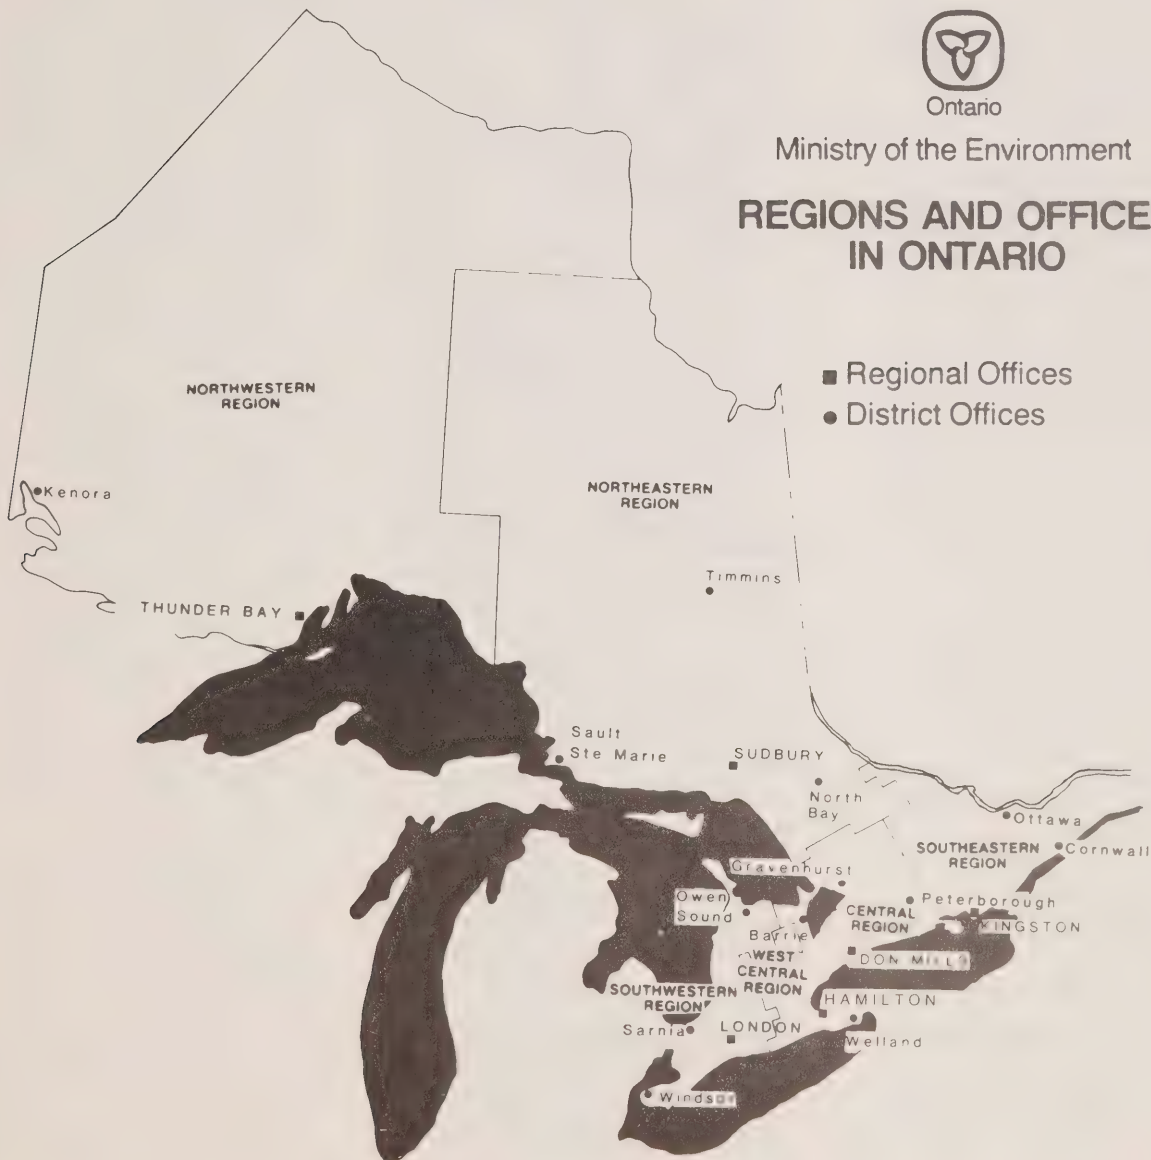 Ontario
Ministry of the Environment
REGIONS AND OFFICE
IN ONTARIO
■ Regional Offices
● District Offices
NORTHWESTERN
REGION
Kenora
NORTHEASTERN
REGION
Timmins
THUNDER BAY
Sault
Ste Marie
SUDBURY
North
Bay
Ottawa
SOUTHEASTERN
REGION
Cornwall
Gravenhurst
Owen
Sound
Peterborough
CENTRAL
REGION
KINGSTON
Barrie
WEST
CENTRAL
REGION
DON MILLS
SOUTHWESTERN
REGION
HAMILTON
Sarnia
LONDON
Welland
Windsor